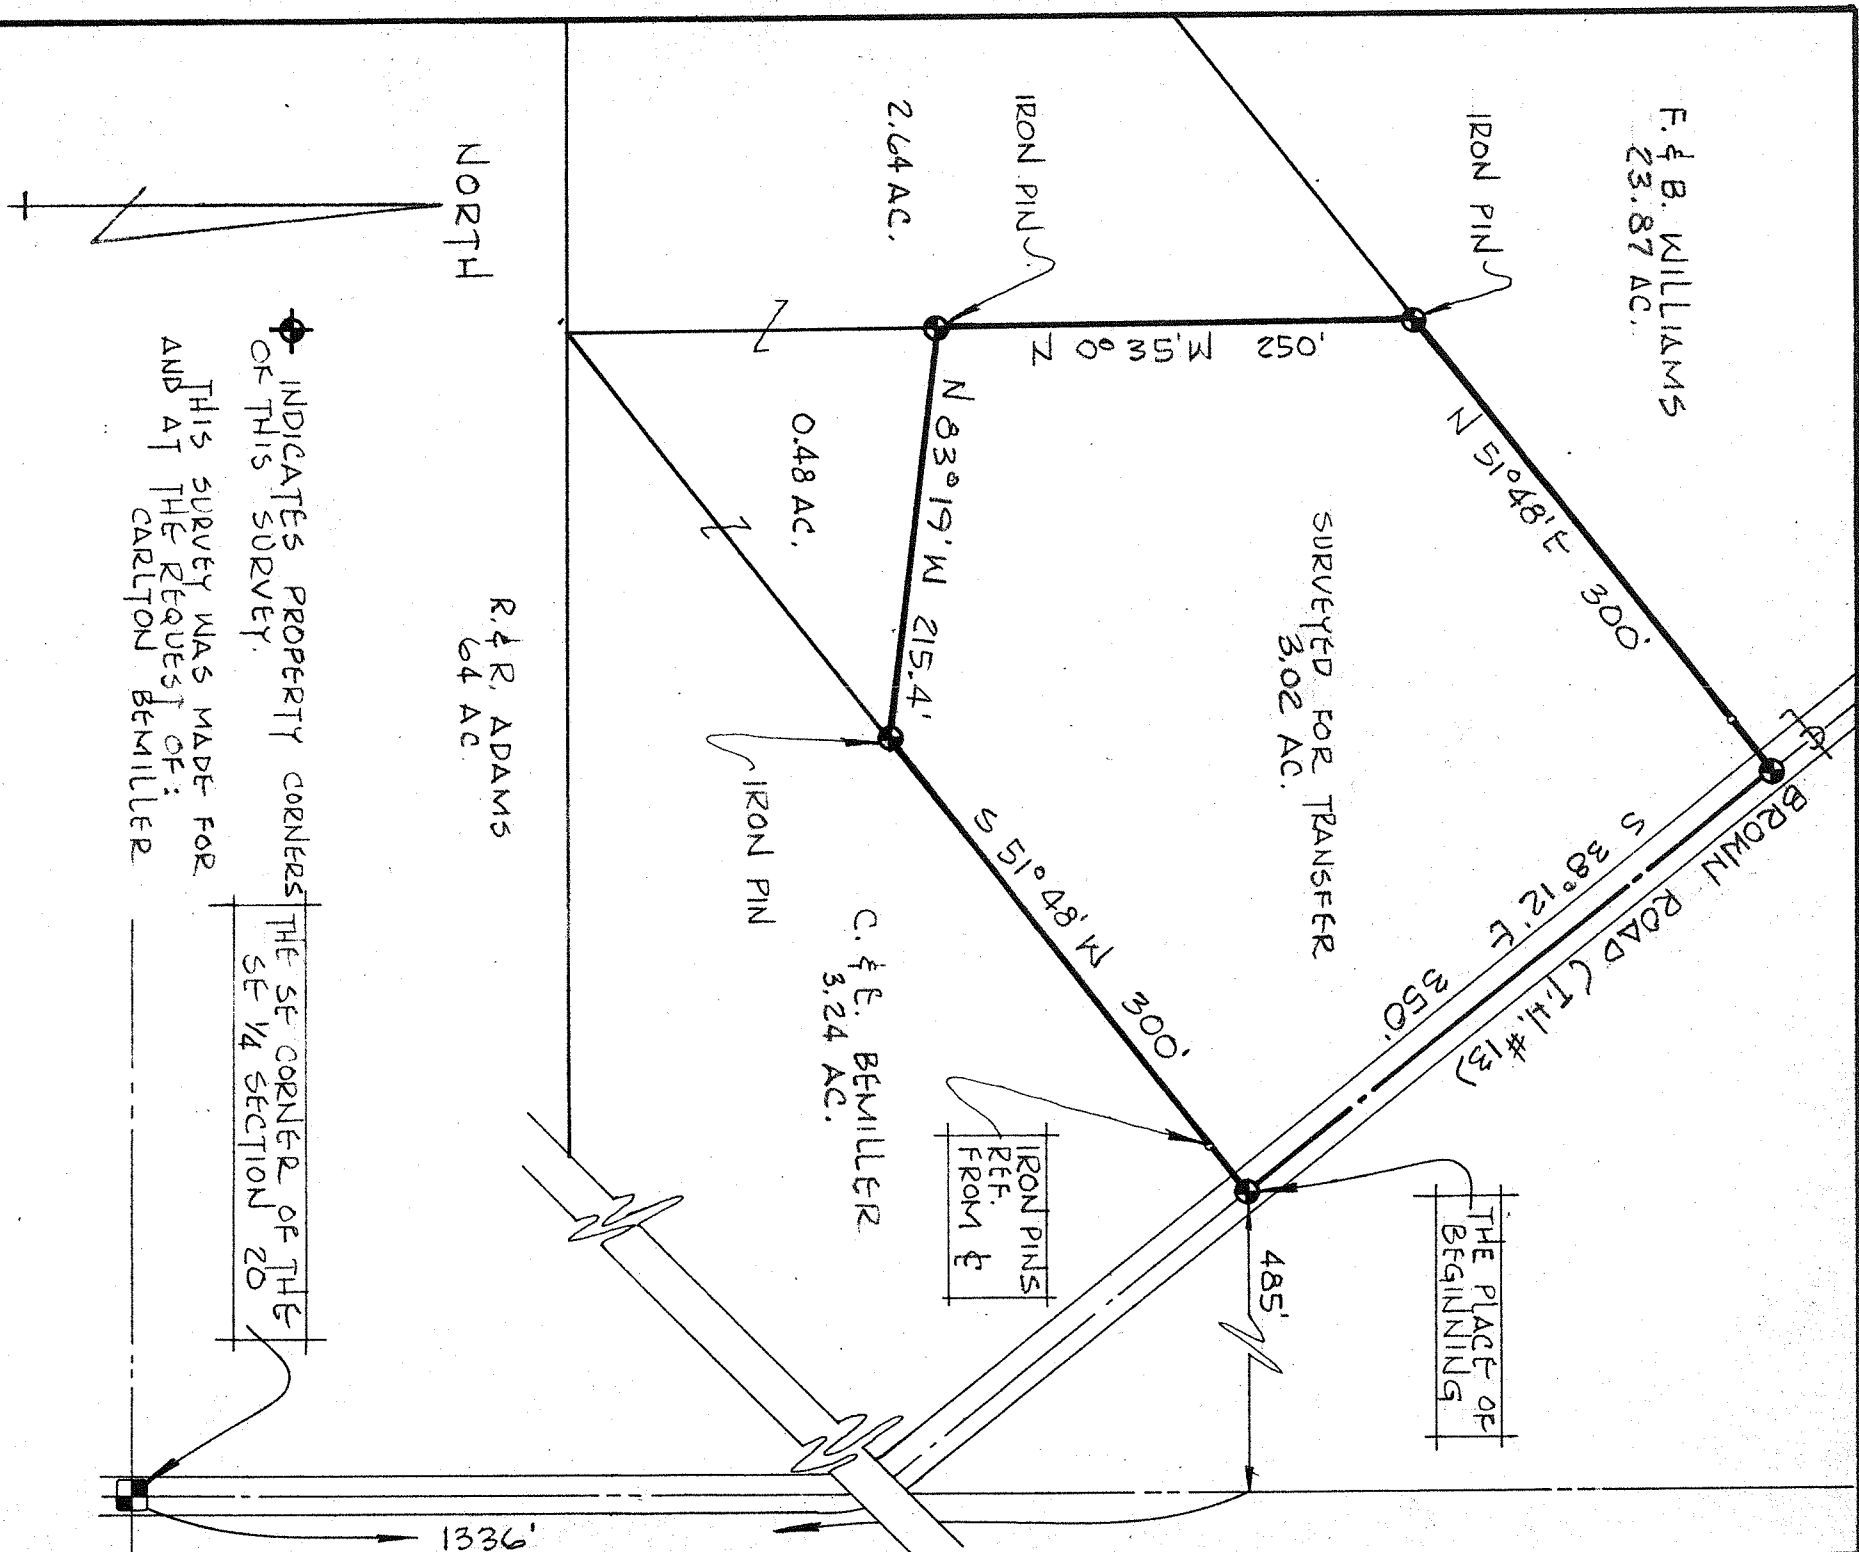 F. & B. WILLIAMS
23.87 AC.
IRON PIN
IRON PIN
2.64 AC.
N 0°35'W 250'
N 51°48'E 300'
SURVEYED FOR TRANSFER
3.02 AC.
℄
BROWN ROAD (T.H. #13)
S 38°12'E 350'
N 83°19'W 215.4'
0.48 AC.
S 51°48'W 300'
IRON PIN
C. & E. BEMILLER
3.24 AC.
THE PLACE OF
BEGINNING
485'
IRON PINS
REF.
FROM ℄
R. & R. ADAMS
64 AC
NORTH
INDICATES PROPERTY CORNERS
OF THIS SURVEY.
THIS SURVEY WAS MADE FOR
AND AT THE REQUEST OF:
CARLTON BEMILLER
THE SE CORNER OF THE
SE 1/4 SECTION 20
1336'